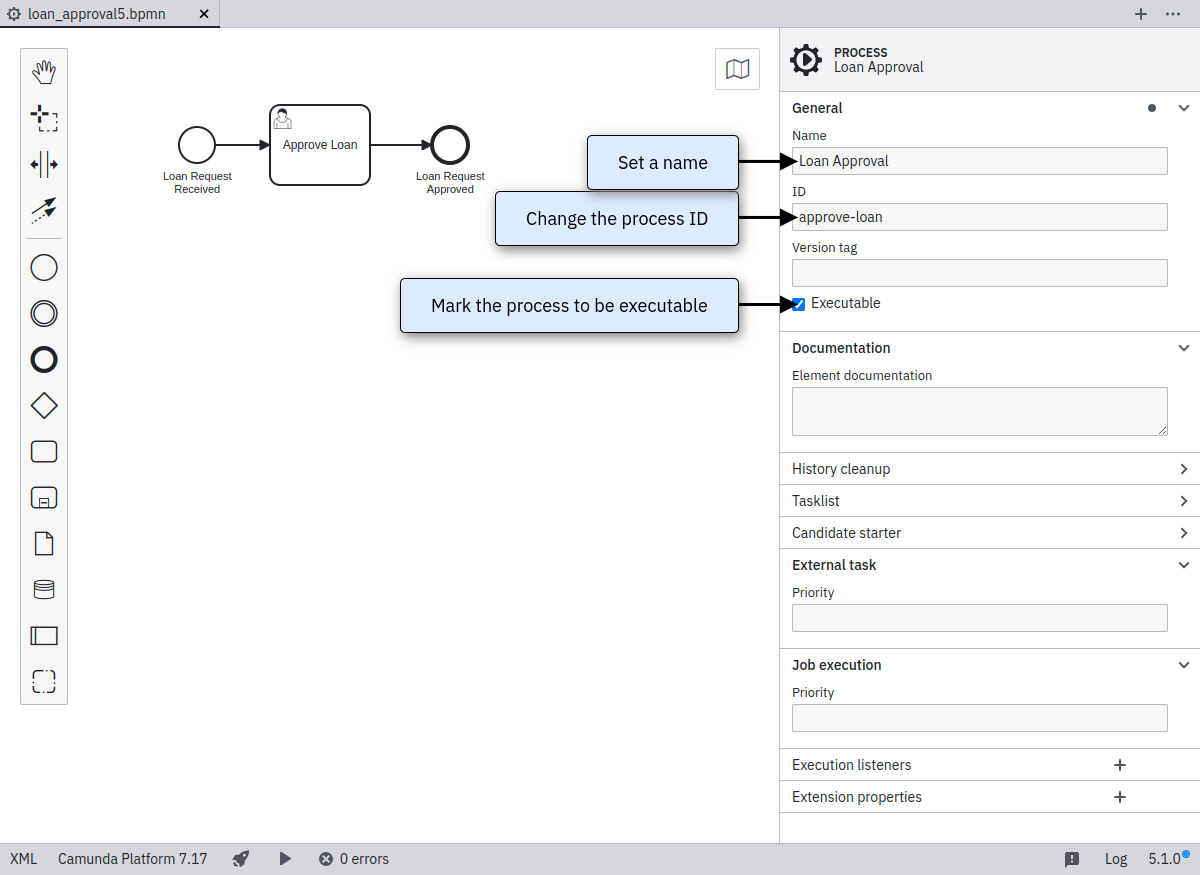 loan_approval5.bpmn
PROCESS
Loan Approval
General
Name
Loan Approval
ID
approve-loan
Version tag
Executable
Documentation
Element documentation
History cleanup
Tasklist
Candidate starter
External task
Priority
Job execution
Priority
Execution listeners
Extension properties
Loan Request
Received
Approve Loan
Loan Request
Approved
Set a name
Change the process ID
Mark the process to be executable
XML
Camunda Platform 7.17
0 errors
Log
5.1.0